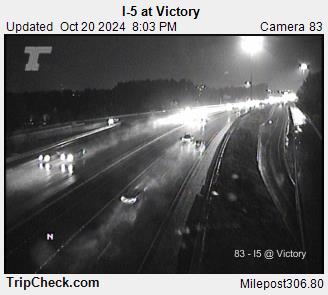 I-5 at Victory
Updated Oct 20 2024 8:03 PM Camera 83
T
N
83 - I5 @ Victory
TripCheck.com Milepost306.80